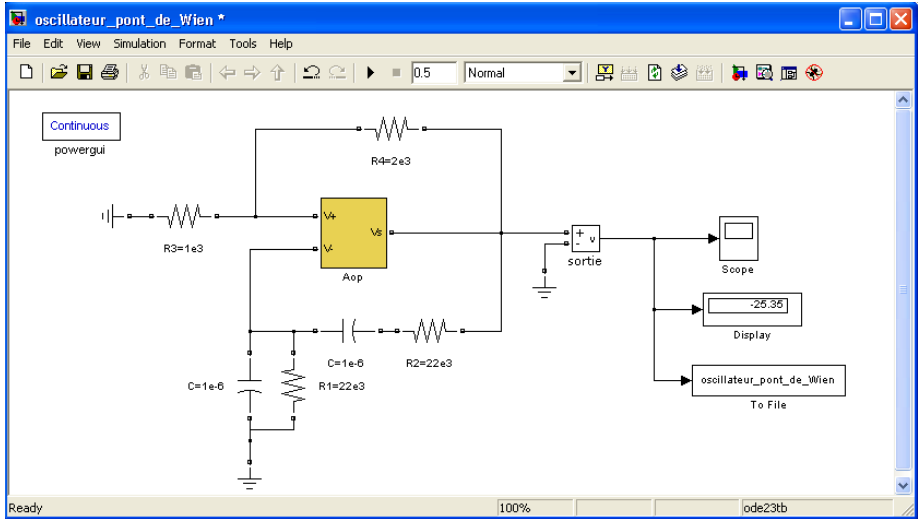 oscillateur_pont_de_Wien *
File Edit View Simulation Format Tools Help
0.5 Normal
Continuous
powergui
R4=2e3
V+
Vs
V-
Aop
R3=1e3
+
-
v
sortie
Scope
-25.35
Display
oscillateur_pont_de_Wien
To File
C=1e-6
R2=22e3
C=1e-6
R1=22e3
Ready 100% ode23tb